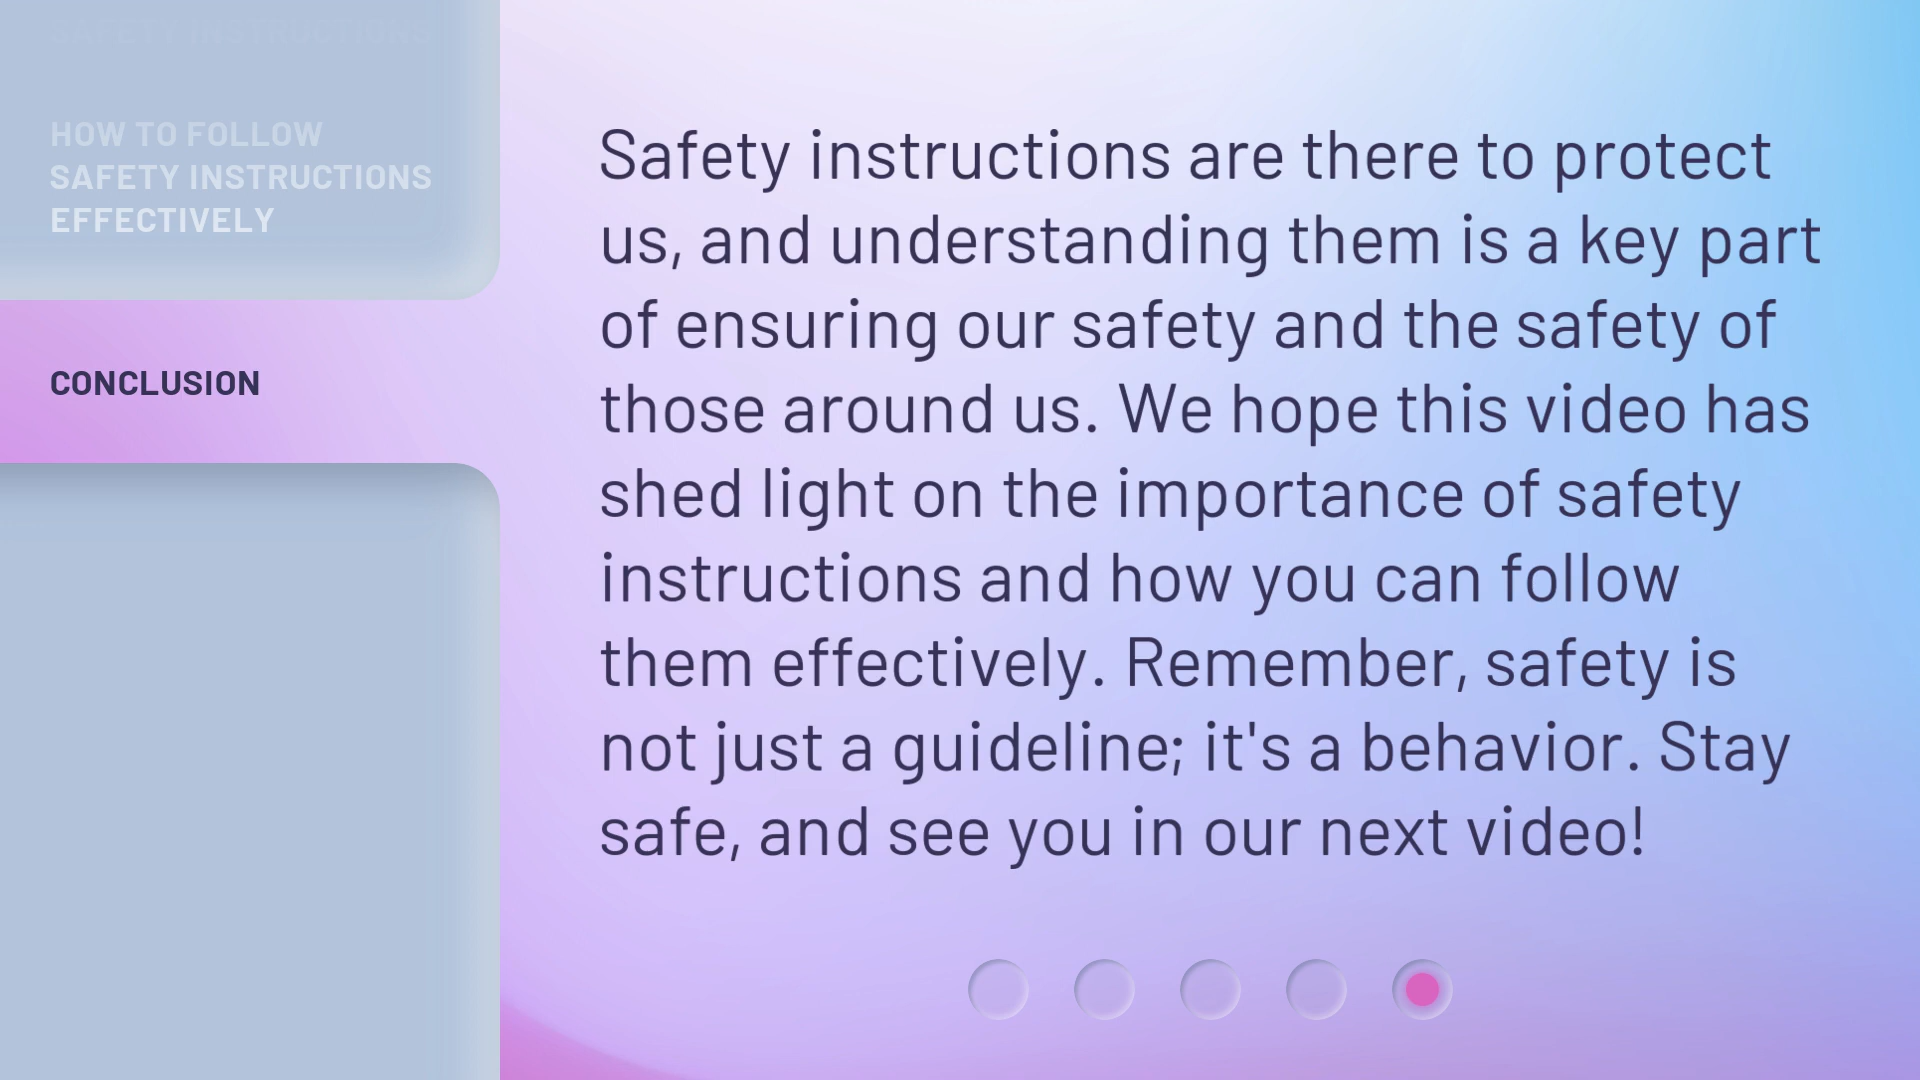 SAFETY INSTRUCTIONS
HOW TO FOLLOW
SAFETY INSTRUCTIONS
EFFECTIVELY
CONCLUSION
Safety instructions are there to protect
us, and understanding them is a key part
of ensuring our safety and the safety of
those around us. We hope this video has
shed light on the importance of safety
instructions and how you can follow
them effectively. Remember, safety is
not just a guideline; it's a behavior. Stay
safe, and see you in our next video!